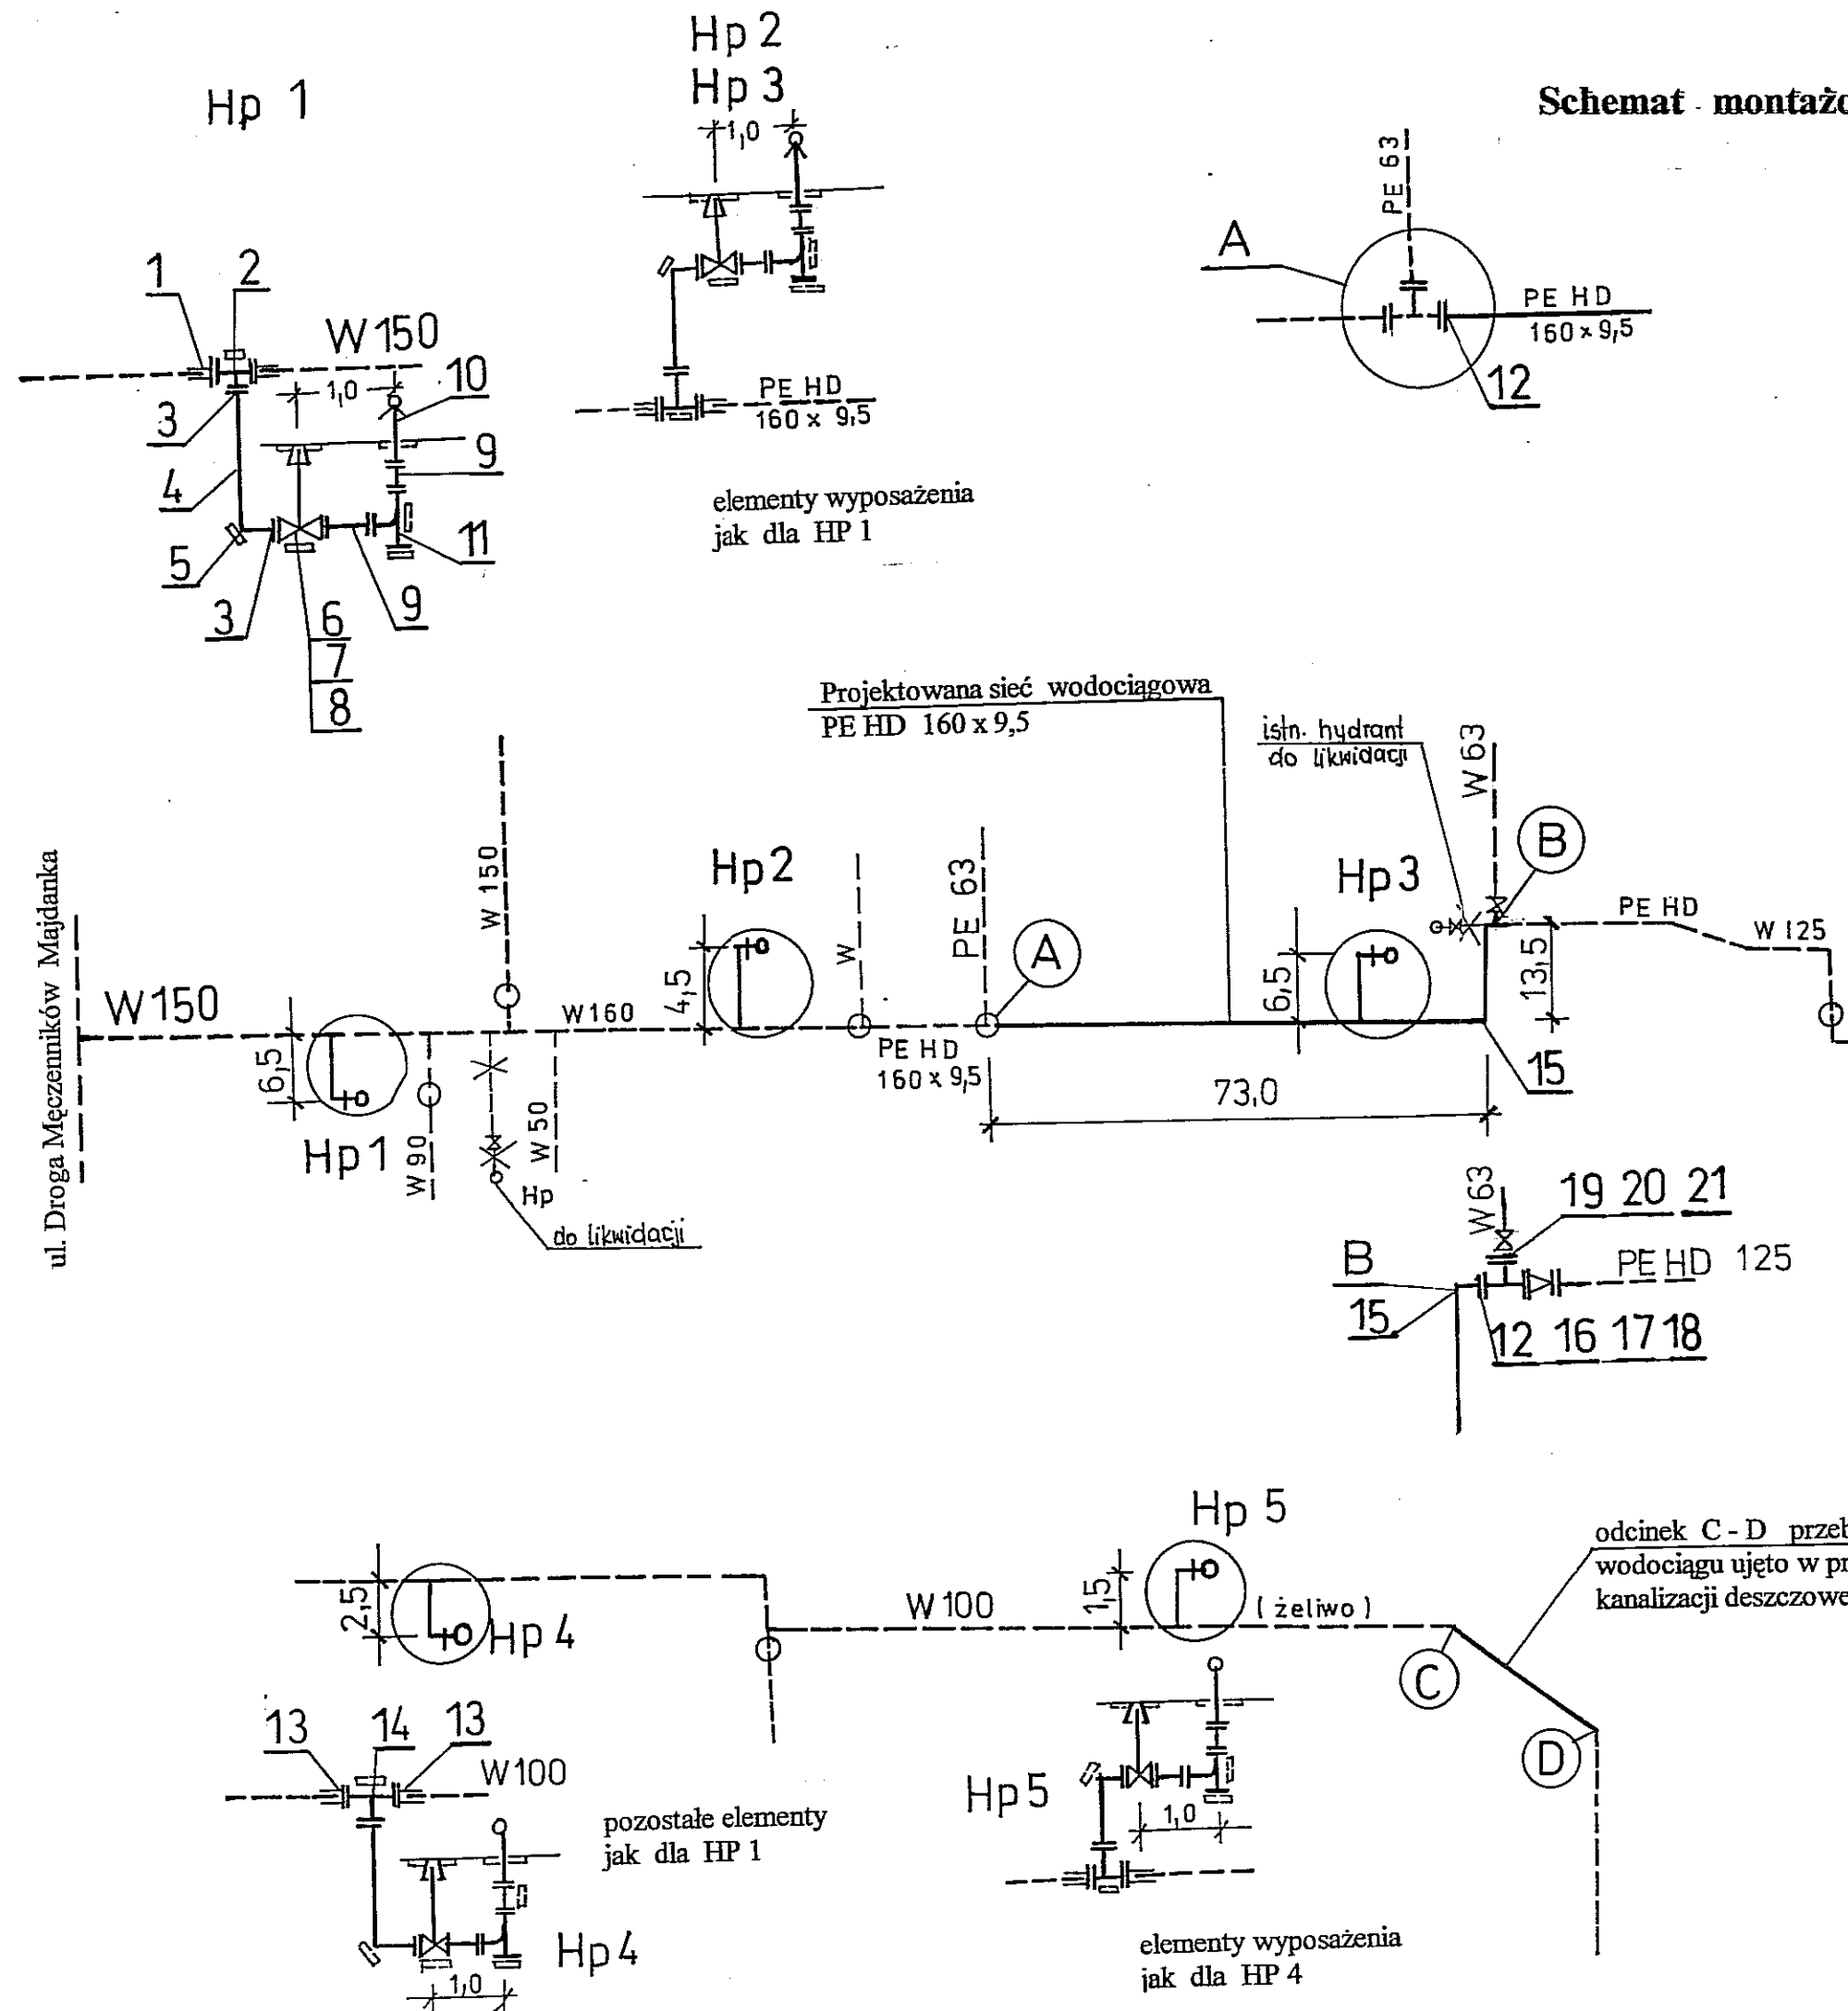 Hp 1
Hp 2
Hp 3
1,0
Schemat montażo
PE 63
A
PE HD
160 x 9,5
12
1
2
W 150
1,0
10
3
4
9
5
11
3
6
9
7
8
PE HD
160 x 9,5
elementy wyposażenia
jak dla HP 1
Projektowana sieć wodociągowa
PE HD 160 x 9,5
istn. hydrant
do likwidacji
W 63
B
ul. Droga Męczenników Majdanka
W 150
W 150
Hp 2
W
PE 63
A
Hp 3
PE HD
W 125
4,5
6,5
13,5
W 160
PE HD
160 x 9,5
6,5
Hp 1
W 90
Hp
W 50
do likwidacji
73,0
15
W 63
19 20 21
B
PE HD 125
15
12 16 17 18
Hp 5
odcinek C - D przeb
wodociągu ujęto w pr
kanalizacji deszczowe
2,5
Hp 4
W 100
1,5
( żeliwo )
C
D
13
14
13
W 100
pozostałe elementy
jak dla HP 1
Hp 4
1,0
Hp 5
1,0
elementy wyposażenia
jak dla HP 4